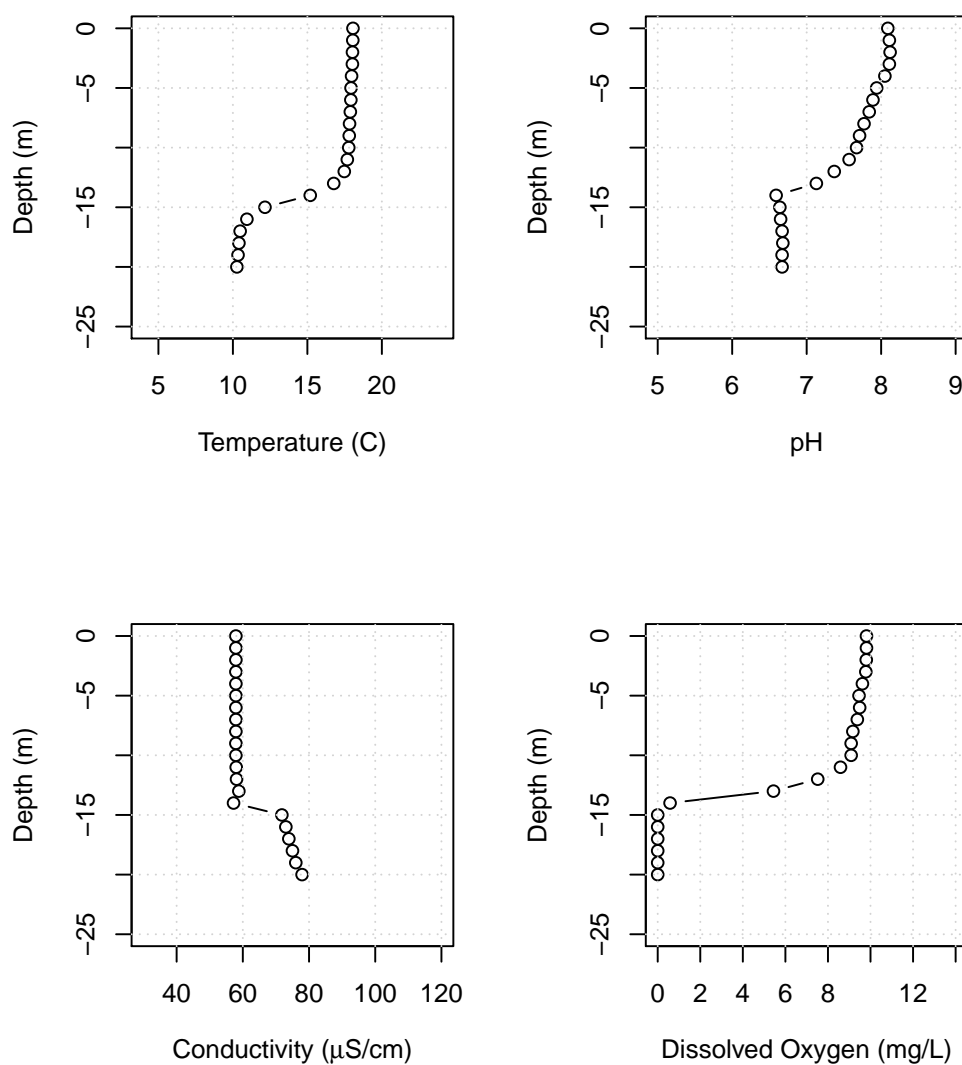 0
−5
−15
−25
Depth (m)
5 10 15 20
Temperature (C)
0
−5
−15
−25
Depth (m)
5 6 7 8 9
pH
0
−5
−15
−25
Depth (m)
40 60 80 100 120
Conductivity (μS/cm)
0
−5
−15
−25
Depth (m)
0 2 4 6 8 12
Dissolved Oxygen (mg/L)